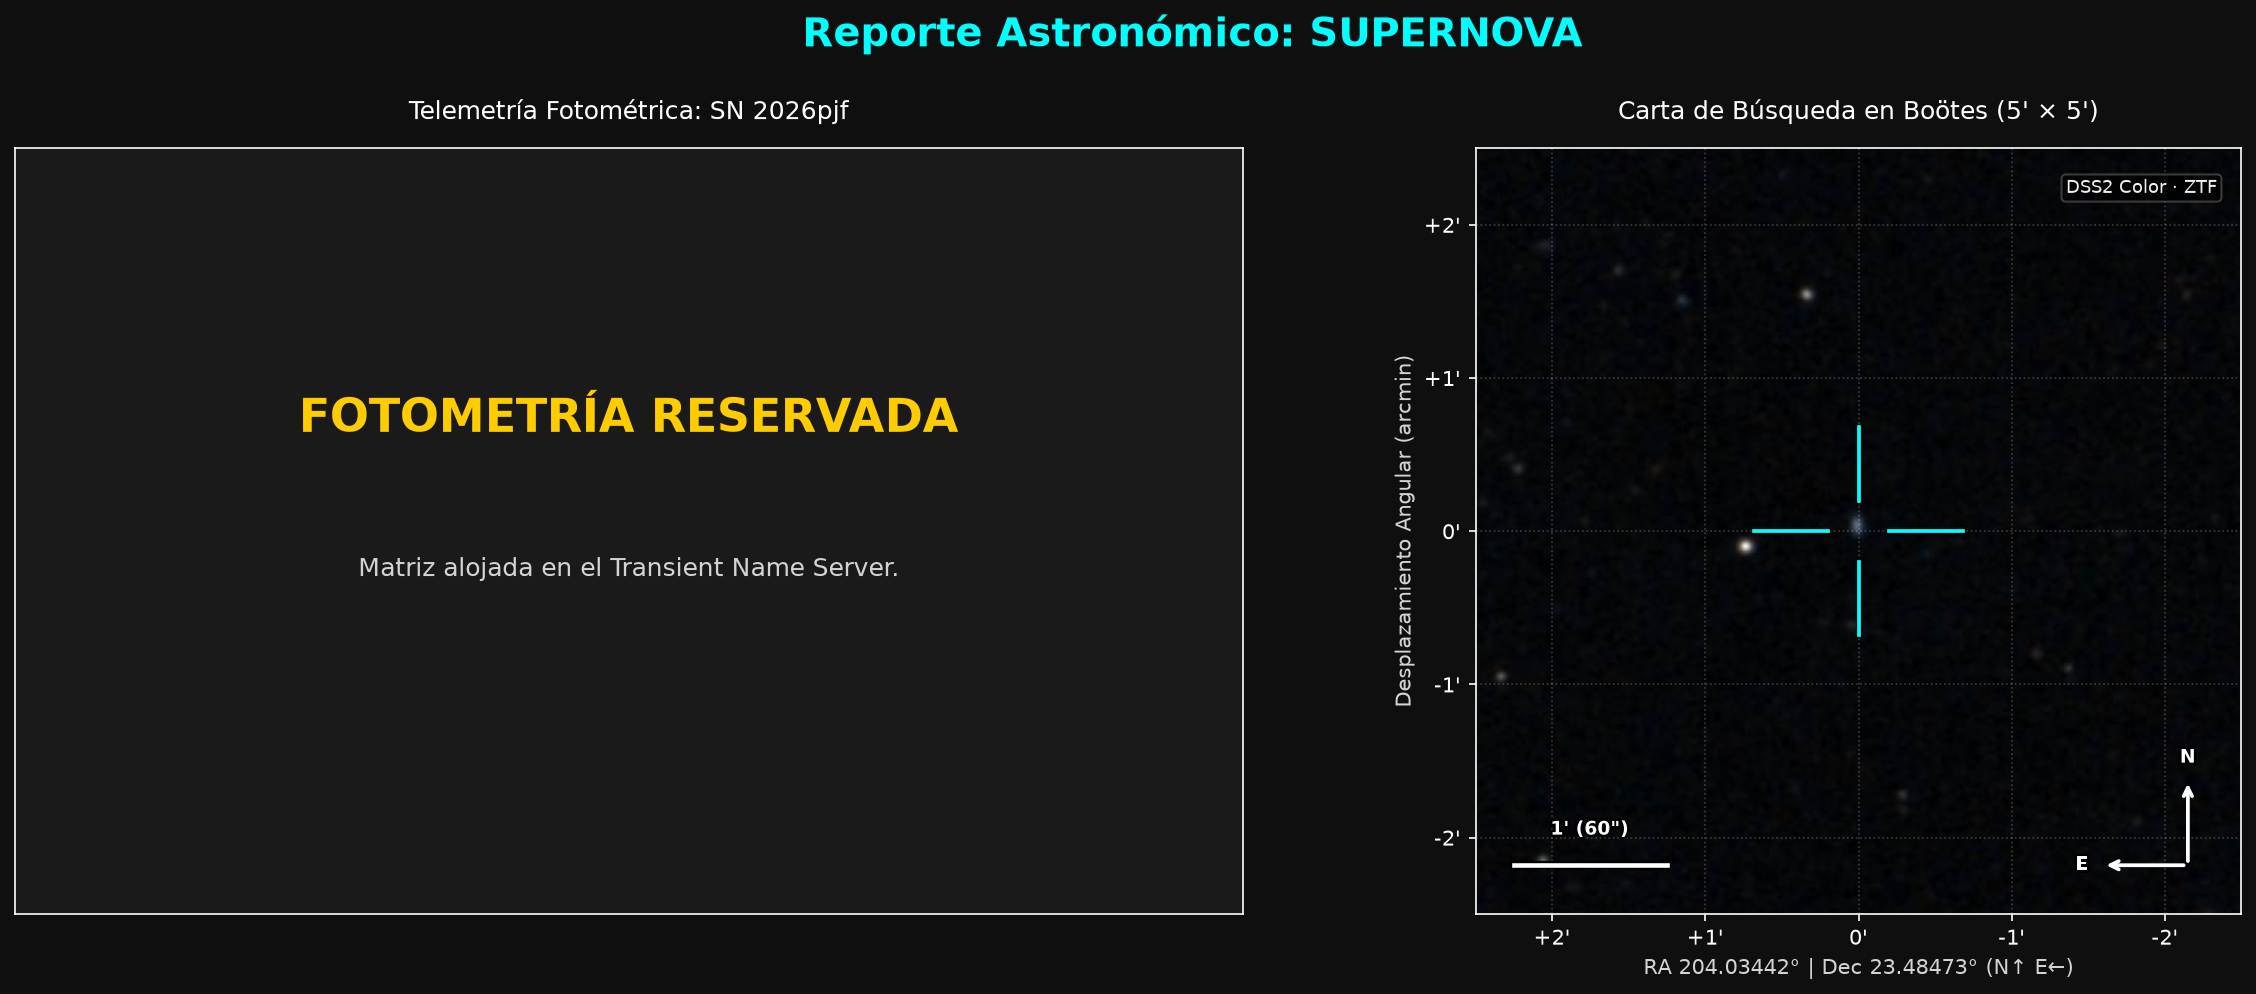 Reporte Astronómico: SUPERNOVA
Telemetría Fotométrica: SN 2026pjf
FOTOMETRÍA RESERVADA
Matriz alojada en el Transient Name Server.
Carta de Búsqueda en Boötes (5' × 5')
DSS2 Color · ZTF
Desplazamiento Angular (arcmin)
+2'
+1'
0'
-1'
-2'
N
E
1' (60")
+2'
+1'
0'
-1'
-2'
RA 204.03442° | Dec 23.48473° (N↑ E←)